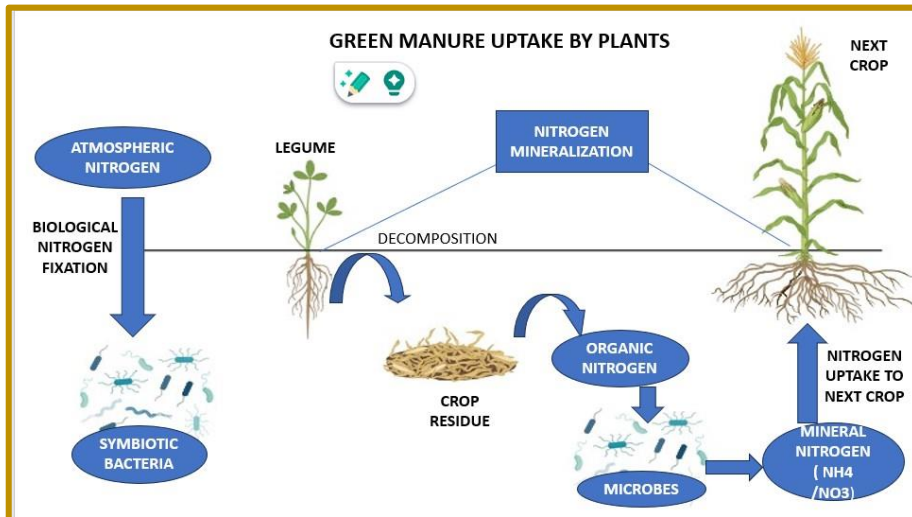 GREEN MANURE UPTAKE BY PLANTS
NEXT
CROP
ATMOSPHERIC
NITROGEN
LEGUME
NITROGEN
MINERALIZATION
BIOLOGICAL
NITROGEN
FIXATION
DECOMPOSITION
ORGANIC
NITROGEN
CROP
RESIDUE
NITROGEN
UPTAKE TO
NEXT CROP
SYMBIOTIC
BACTERIA
MICROBES
MINERAL
NITROGEN
( NH4
/NO3)